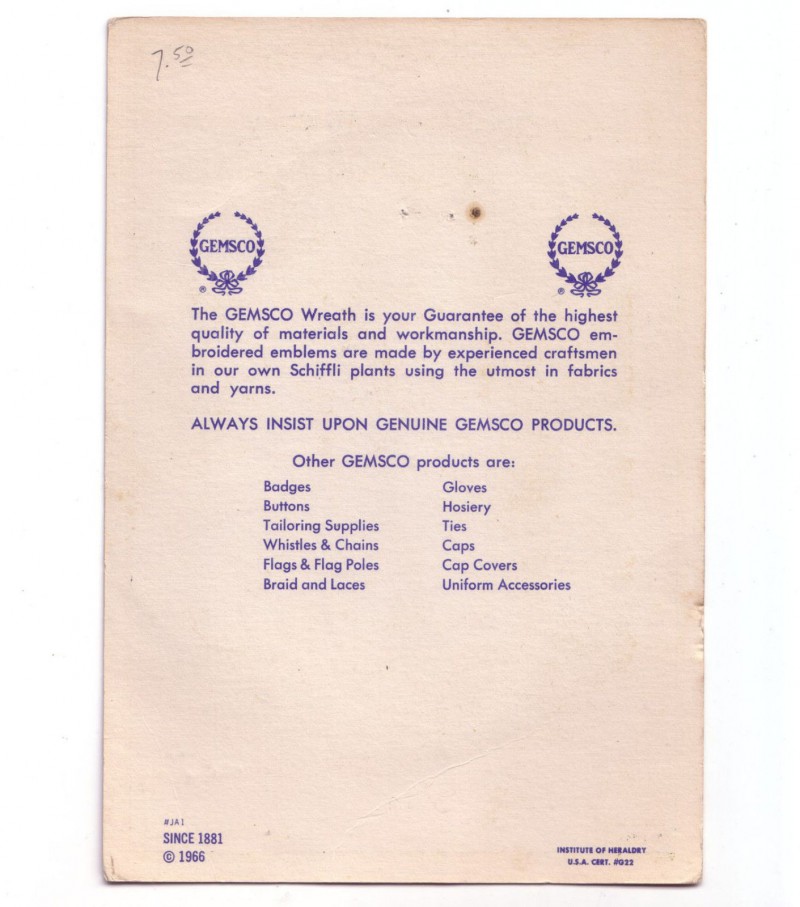 7.50
GEMSCO GEMSCO
® ®
The GEMSCO Wreath is your Guarantee of the highest
quality of materials and workmanship. GEMSCO em-
broidered emblems are made by experienced craftsmen
in our own Schiffli plants using the utmost in fabrics
and yarns.
ALWAYS INSIST UPON GENUINE GEMSCO PRODUCTS.
Other GEMSCO products are:
Badges
Buttons
Tailoring Supplies
Whistles & Chains
Flags & Flag Poles
Braid and Laces
Gloves
Hosiery
Ties
Caps
Cap Covers
Uniform Accessories
#JA1
SINCE 1881
© 1966
INSTITUTE OF HERALDRY
U.S.A. CERT. #G22